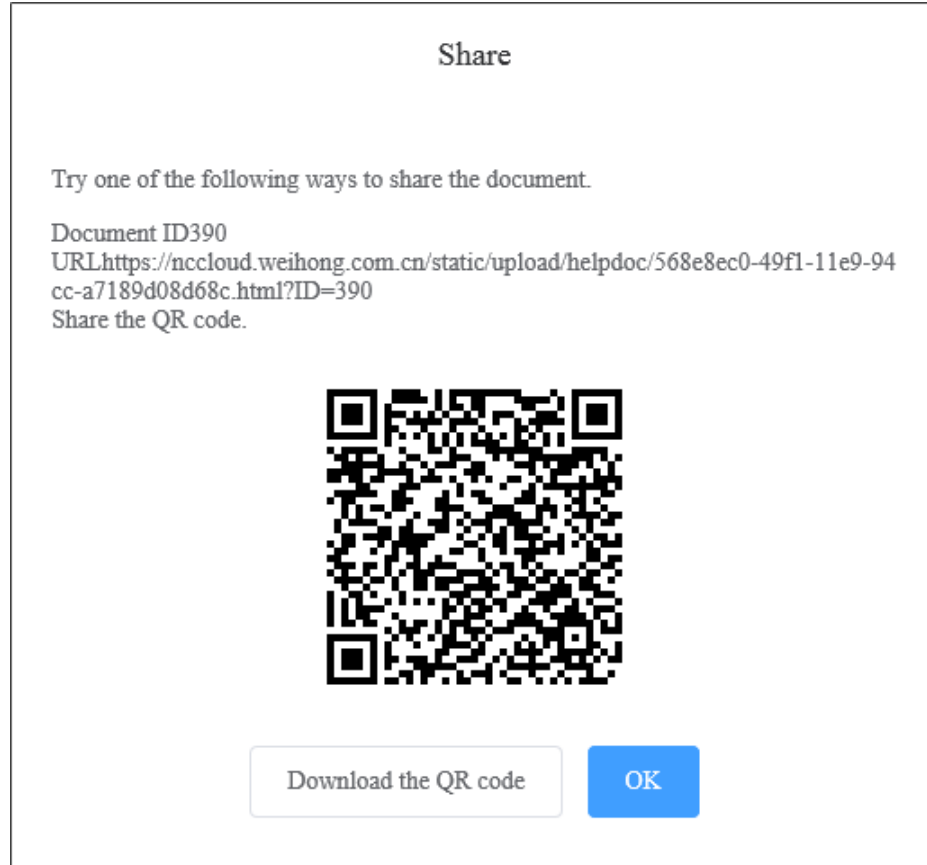 Share
Try one of the following ways to share the document.
Document ID390
URLhttps://nccloud.weihong.com.cn/static/upload/helpdoc/568e8ec0-49f1-11e9-94
cc-a7189d08d68c.html?ID=390
Share the QR code.
Download the QR code
OK